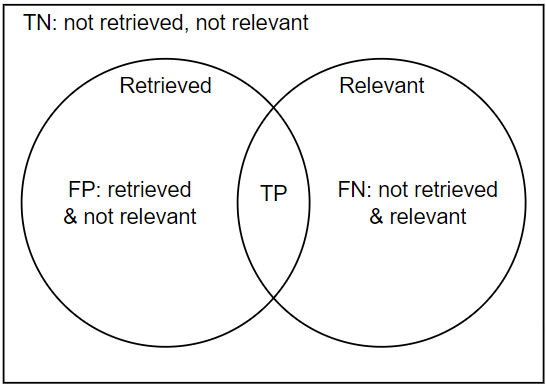 TN: not retrieved, not relevant
Retrieved
Relevant
FP: retrieved
& not relevant
TP
FN: not retrieved
& relevant